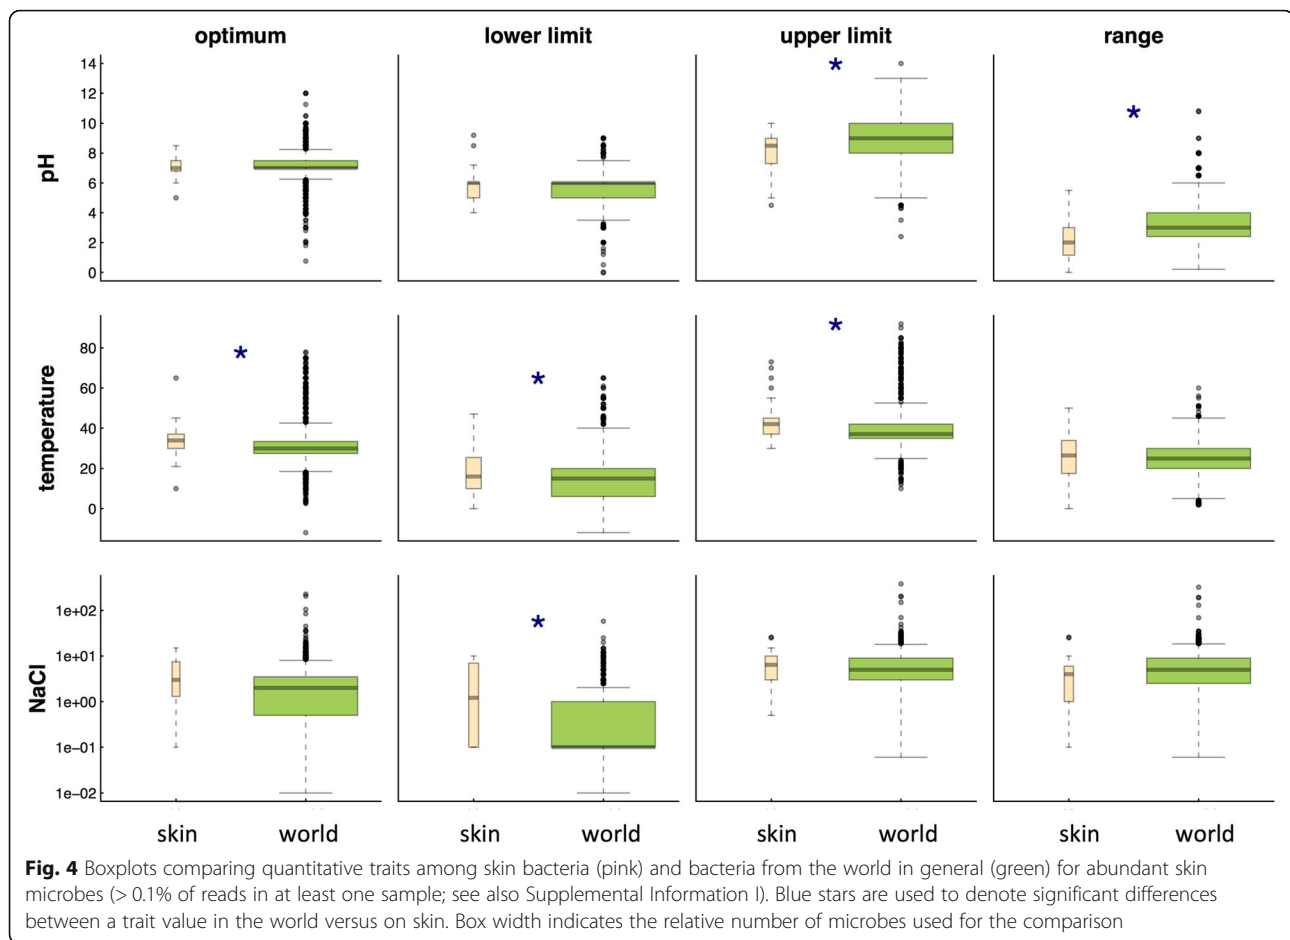 optimum lower limit upper limit range
pH
14
12
10
8
6
4
2
0
*
*
temperature
80
60
40
20
0
*
*
*
NaCl
1e+02
1e+01
1e+00
1e−01
1e−02
*
skin world skin world skin world skin world
Fig. 4 Boxplots comparing quantitative traits among skin bacteria (pink) and bacteria from the world in general (green) for abundant skin
microbes (> 0.1% of reads in at least one sample; see also Supplemental Information I). Blue stars are used to denote significant differences
between a trait value in the world versus on skin. Box width indicates the relative number of microbes used for the comparison